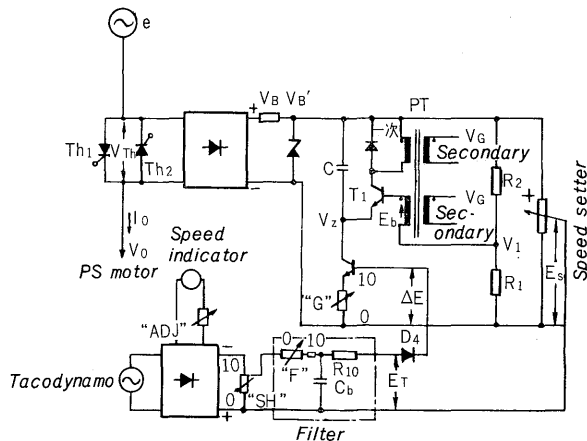 e
+ VB VB'
PT
Th1
VTh
Th2
−
I0
V0
PS motor
一次
VG
Secondary
C
T1
Eb
VG
Sec-
ondary
R2
+
Speed setter
Vz
V1
Es
R1
10
ΔE
"G"
0
Speed
indicator
"ADJ"
Tacodynamo
−
10
0
+
"SH"
0 10
"F"
R10
Cb
D4
ET
Filter